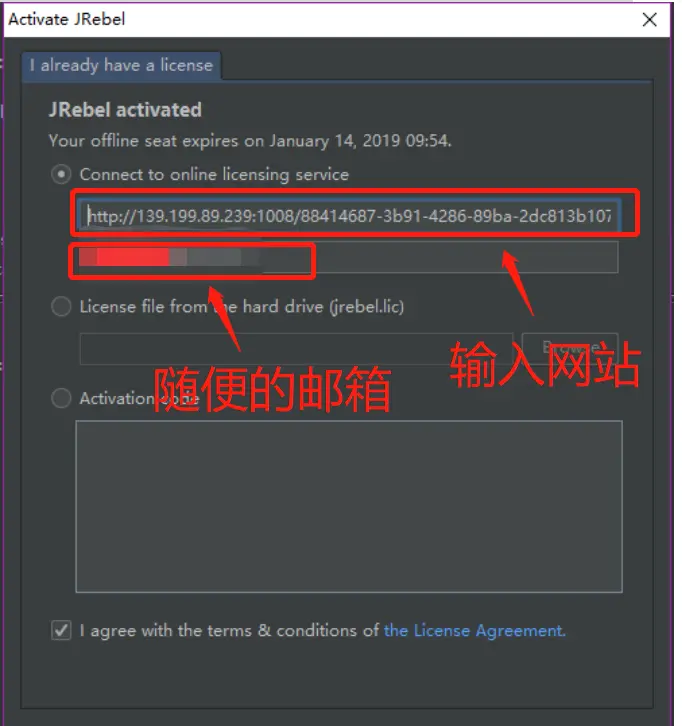 Activate JRebel
I already have a license
JRebel activated
Your offline seat expires on January 14, 2019 09:54.
Connect to online licensing service
http://139.199.89.239:1008/88414687-3b91-4286-89ba-2dc813b107
License file from the hard drive (jrebel.lic)
Browse
输入网站
随便的邮箱
Activation code
I agree with the terms & conditions of the License Agreement.